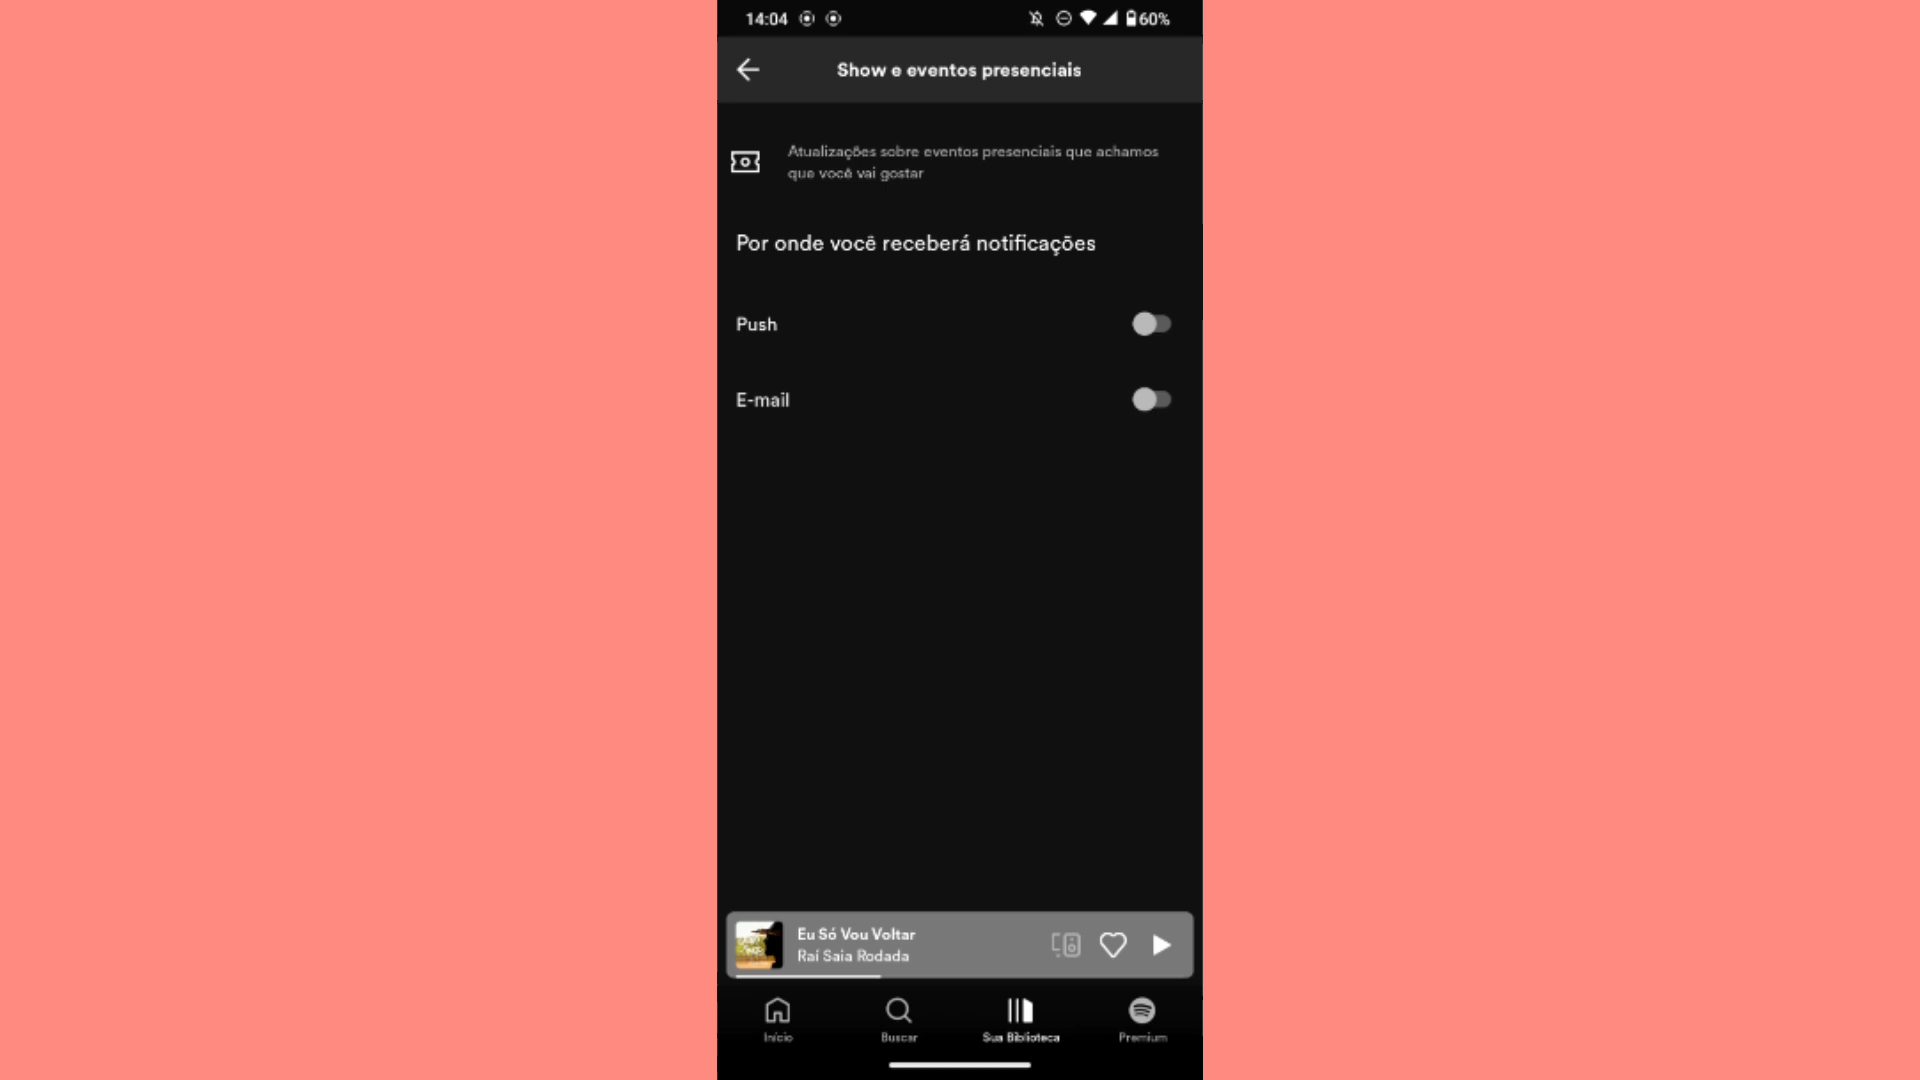 14:04
60%
Show e eventos presenciais
Atualizações sobre eventos presenciais que achamos
que você vai gostar
Por onde você receberá notificações
Push
E-mail
Eu Só Vou Voltar
Raí Saia Rodada
Início
Buscar
Sua Biblioteca
Premium